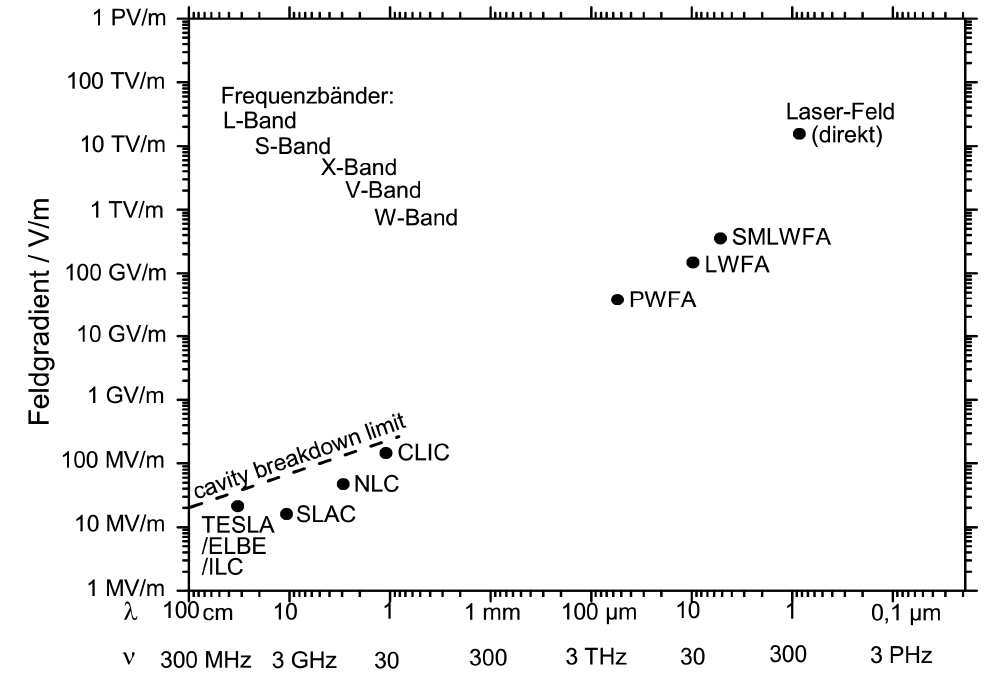 1 PV/m
100 TV/m
10 TV/m
1 TV/m
100 GV/m
10 GV/m
1 GV/m
100 MV/m
10 MV/m
1 MV/m
Feldgradient / V/m
Frequenzbänder:
L-Band
S-Band
X-Band
V-Band
W-Band
Laser-Feld
(direkt)
SMLWFA
LWFA
PWFA
cavity breakdown limit
CLIC
NLC
SLAC
TESLA
/ELBE
/ILC
λ 100 cm 10 1 1 mm 100 µm 10 1 0,1 µm
ν 300 MHz 3 GHz 30 300 3 THz 30 300 3 PHz